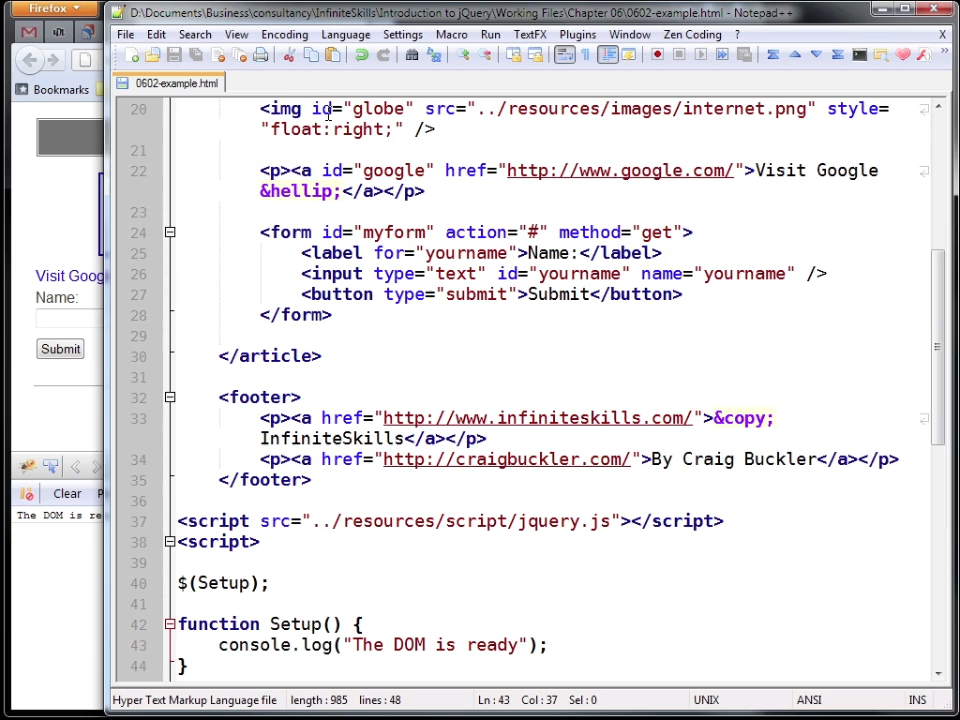 Firefox
D:\Documents\Business\consultancy\InfiniteSkills\Introduction to jQuery\Working Files\Chapter 06\0602-example.html - Notepad++
File Edit Search View Encoding Language Settings Macro Run TextFX Plugins Window Zen Coding ? X
Bookmarks
0602-example.html
20 <img id="globe" src="../resources/images/internet.png" style=
"float:right;" />
21
22 <p><a id="google" href="http://www.google.com/">Visit Google
&hellip;</a></p>
23
24 <form id="myform" action="#" method="get">
25 <label for="yourname">Name:</label>
26 <input type="text" id="yourname" name="yourname" />
27 <button type="submit">Submit</button>
28 </form>
29
30 </article>
31
32 <footer>
33 <p><a href="http://www.infiniteskills.com/">&copy;
InfiniteSkills</a></p>
34 <p><a href="http://craigbuckler.com/">By Craig Buckler</a></p>
35 </footer>
36
37 <script src="../resources/script/jquery.js"></script>
38 <script>
39
40 $(Setup);
41
42 function Setup() {
43 console.log("The DOM is ready");
44 }
Visit Goog
Name:
Submit
Clear P
The DOM is re
Hyper Text Markup Language file length : 985 lines : 48 Ln : 43 Col : 37 Sel : 0 UNIX ANSI INS